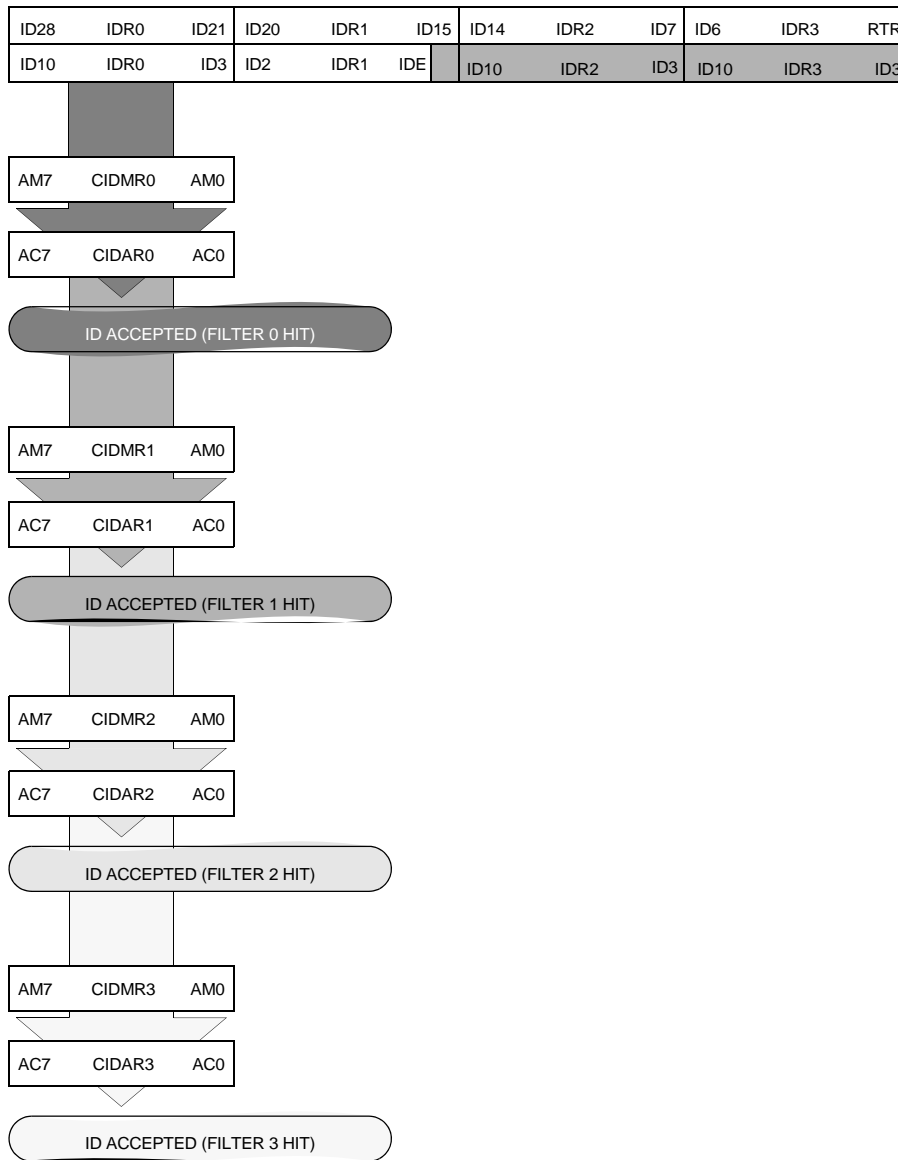 ID28 IDR0 ID21 ID20 IDR1 ID15 ID14 IDR2 ID7 ID6 IDR3 RTR
ID10 IDR0 ID3 ID2 IDR1 IDE ID10 IDR2 ID3 ID10 IDR3 ID3
AM7 CIDMR0 AM0
AC7 CIDAR0 AC0
ID ACCEPTED (FILTER 0 HIT)
AM7 CIDMR1 AM0
AC7 CIDAR1 AC0
ID ACCEPTED (FILTER 1 HIT)
AM7 CIDMR2 AM0
AC7 CIDAR2 AC0
ID ACCEPTED (FILTER 2 HIT)
AM7 CIDMR3 AM0
AC7 CIDAR3 AC0
ID ACCEPTED (FILTER 3 HIT)